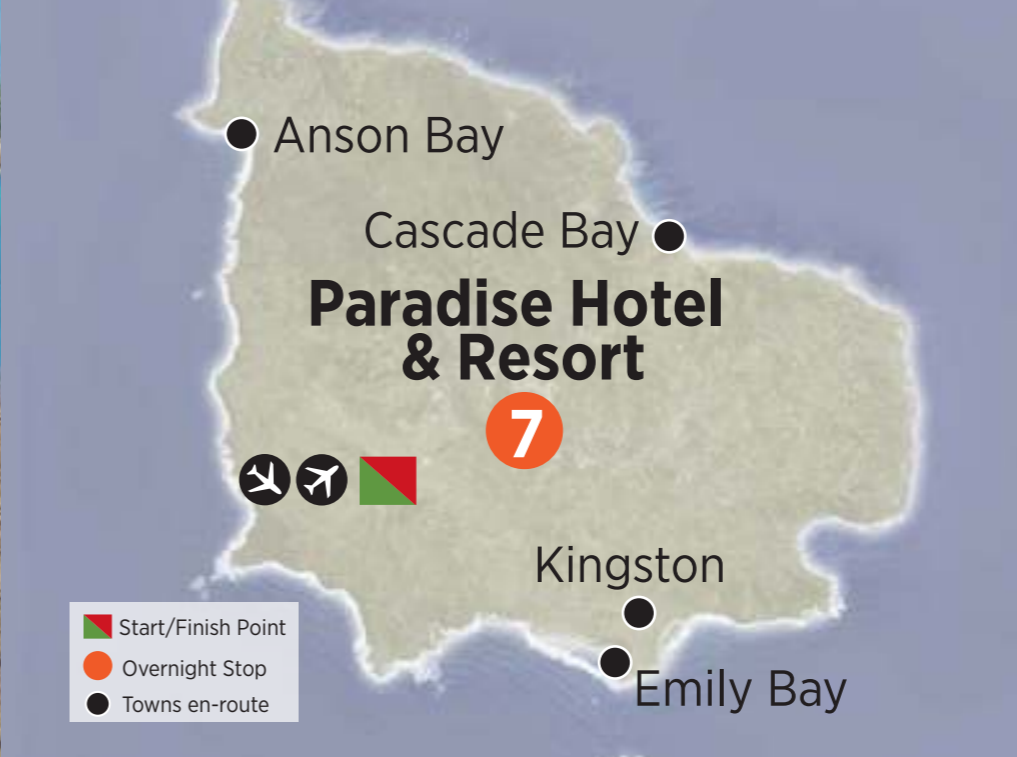 Anson Bay
Cascade Bay
Paradise Hotel
& Resort
7
Kingston
Emily Bay
Start/Finish Point
Overnight Stop
Towns en-route